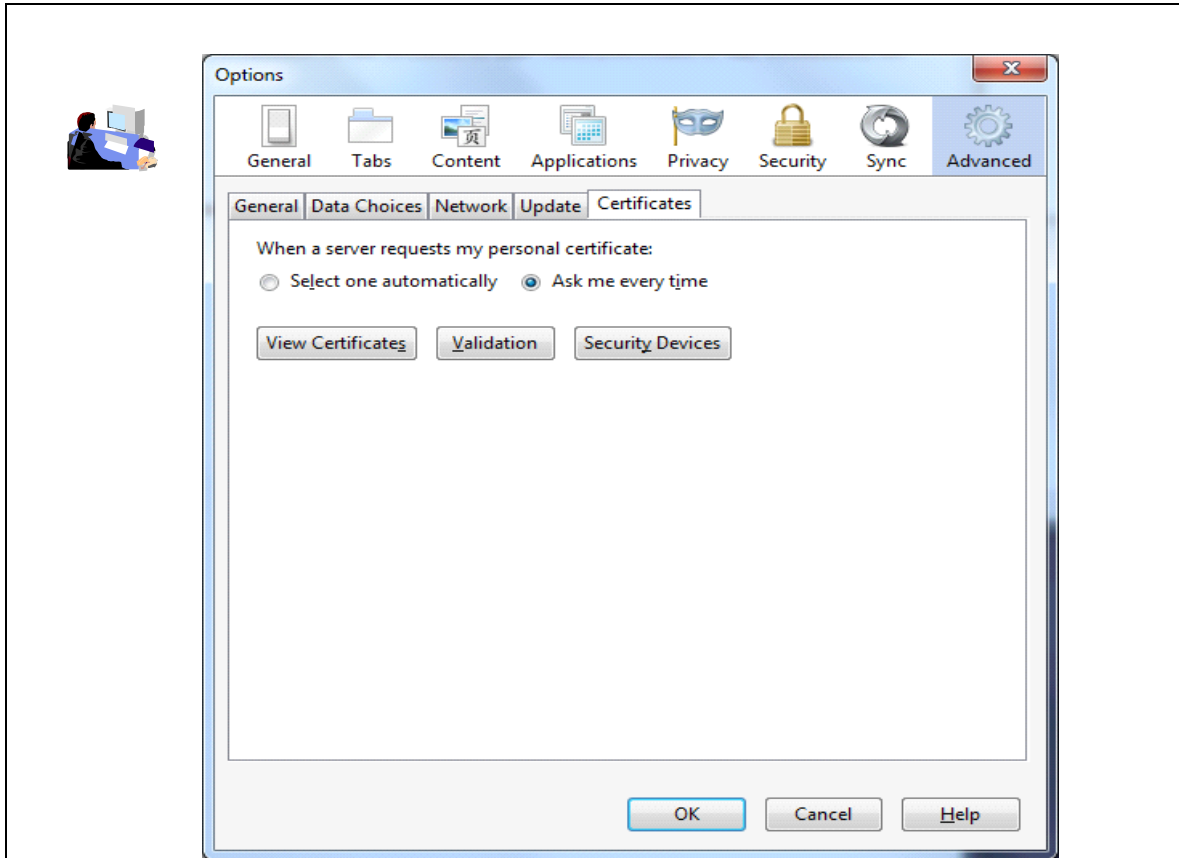 Options
General Tabs Content Applications Privacy Security Sync Advanced
General Data Choices Network Update Certificates
When a server requests my personal certificate:
Select one automatically Ask me every time
View Certificates Validation Security Devices
OK Cancel Help